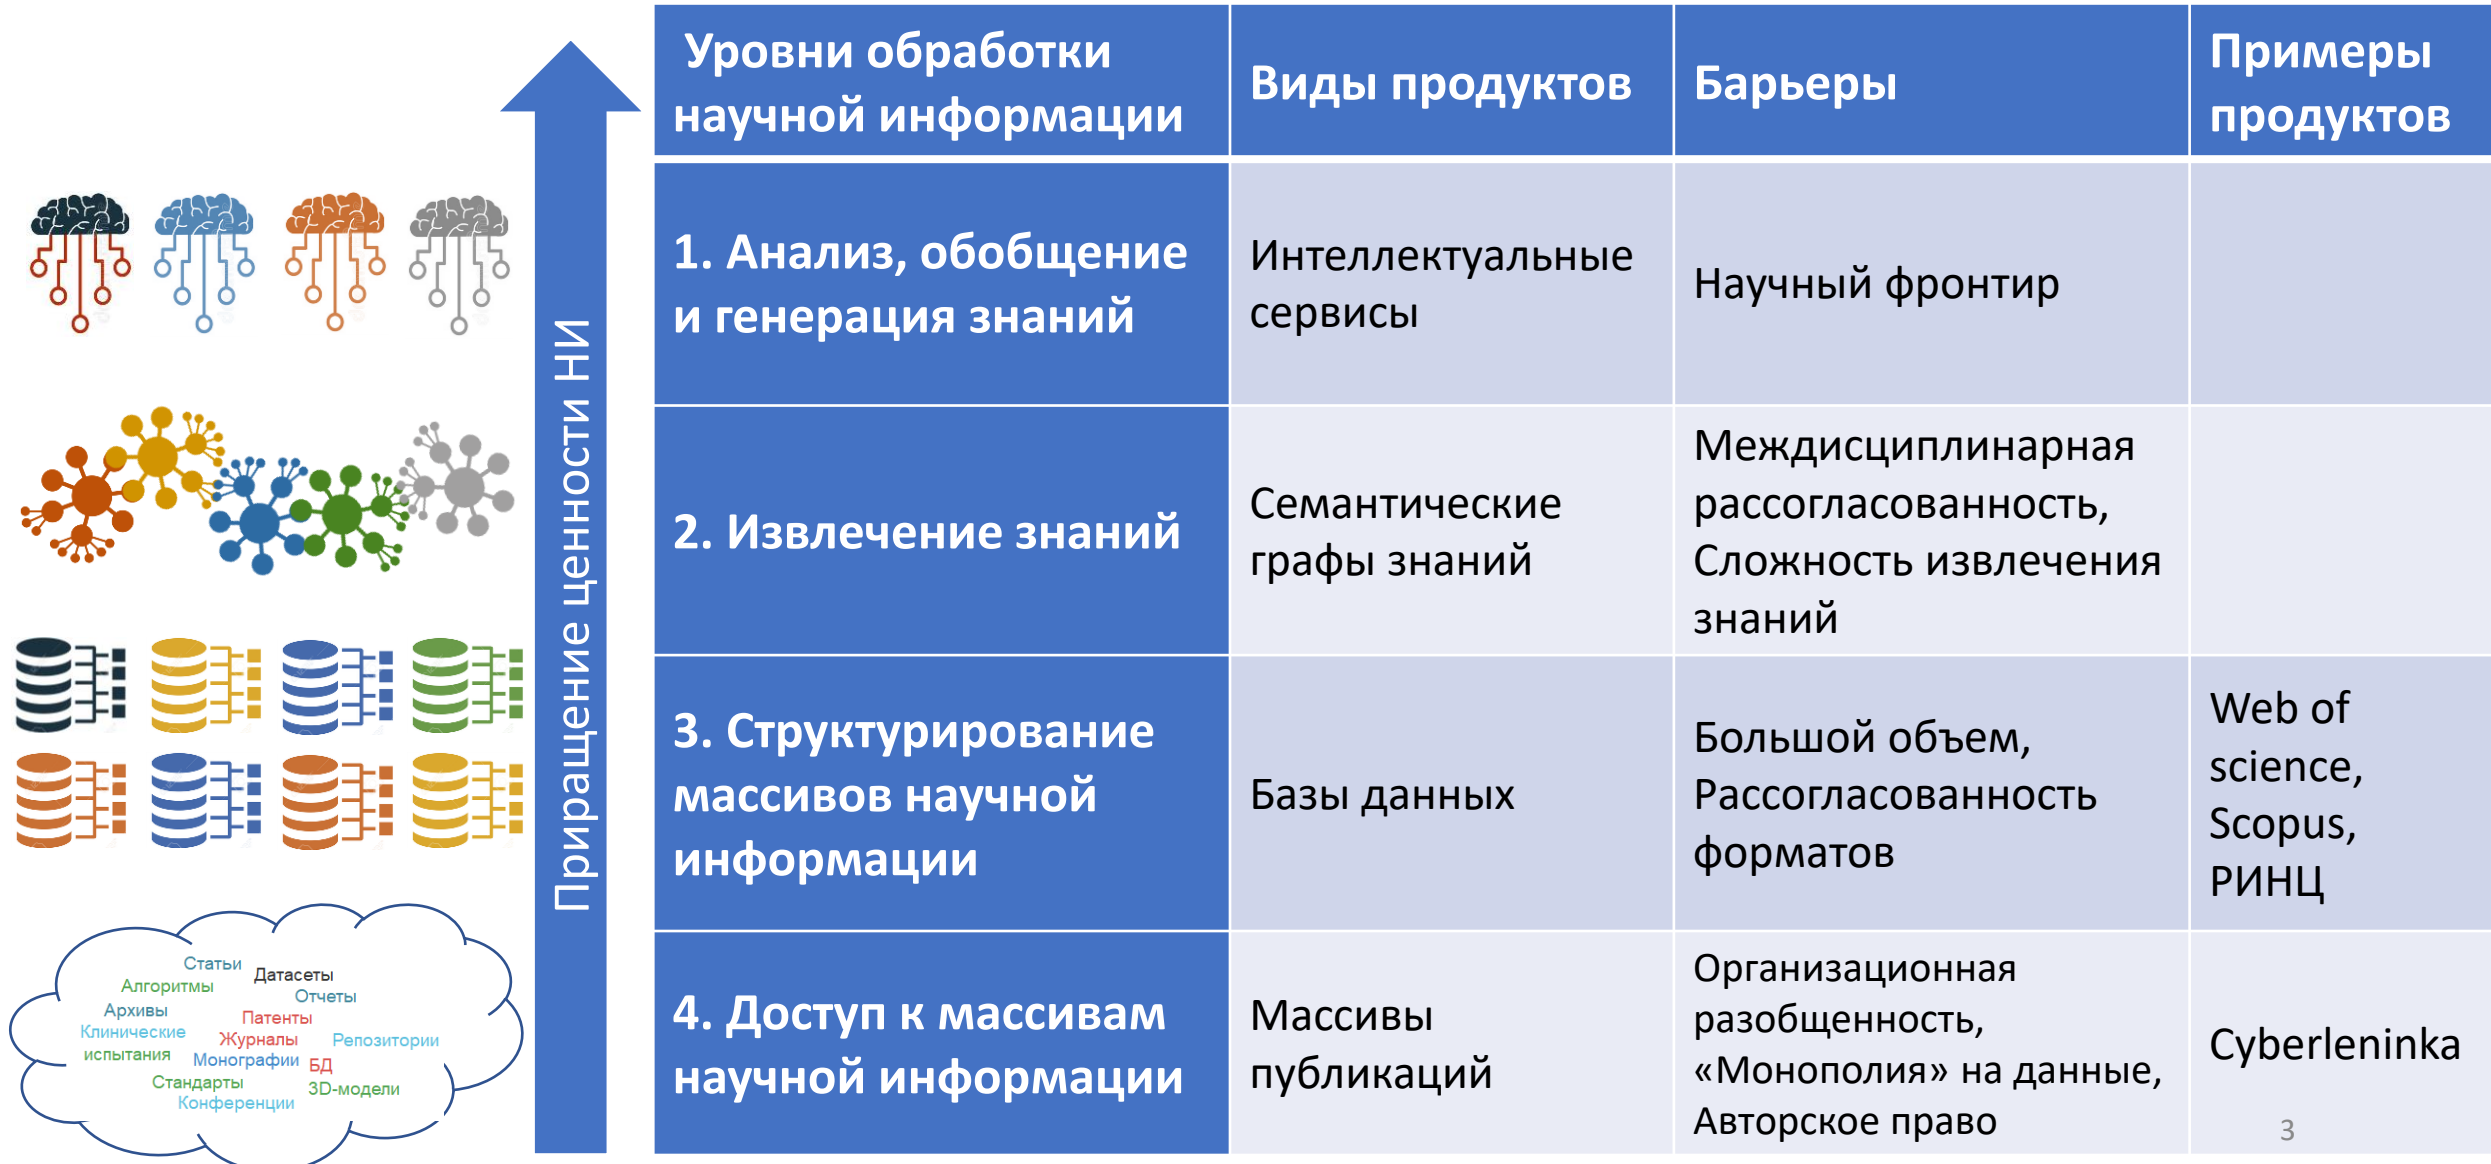 Уровни обработки
научной информации
Виды продуктов
Барьеры
Примеры
продуктов
Приращение ценности НИ
1. Анализ, обобщение
и генерация знаний
Интеллектуальные
сервисы
Научный фронтир
2. Извлечение знаний
Семантические
графы знаний
Междисциплинарная
рассогласованность,
Сложность извлечения
знаний
3. Структурирование
массивов научной
информации
Базы данных
Большой объем,
Рассогласованность
форматов
Web of
science,
Scopus,
РИНЦ
4. Доступ к массивам
научной информации
Массивы
публикаций
Организационная
разобщенность,
«Монополия» на данные,
Авторское право
Cyberleninka
Статьи
Датасеты
Алгоритмы
Отчеты
Архивы
Патенты
Клинические
испытания
Журналы
Репозитории
Монографии
БД
Стандарты
3D-модели
Конференции
3